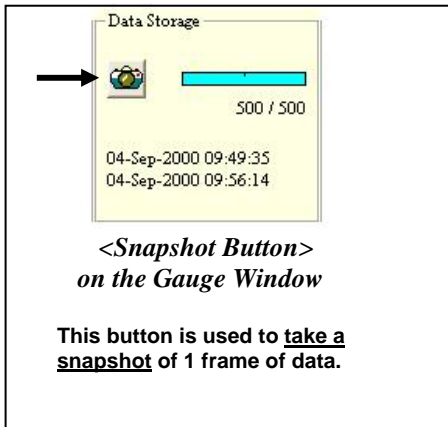 Data Storage
500 / 500
04-Sep-2000 09:49:35
04-Sep-2000 09:56:14
<Snapshot Button>
on the Gauge Window
This button is used to take a
snapshot of 1 frame of data.